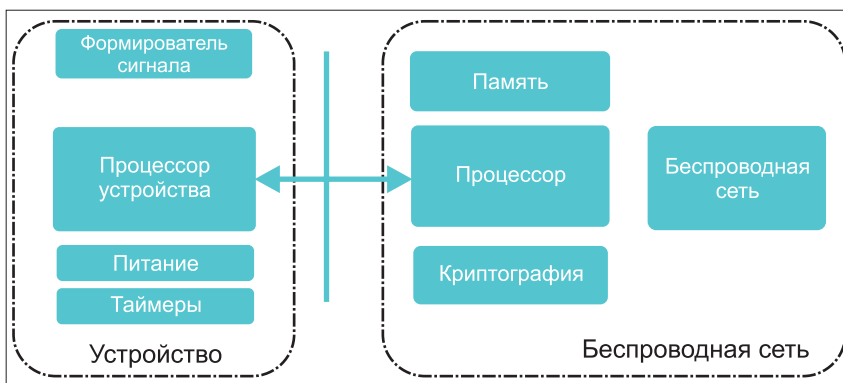 Формирователь
сигнала
Процессор
устройства
Питание
Таймеры
Устройство
Память
Процессор
Криптография
Беспроводная
сеть
Беспроводная сеть